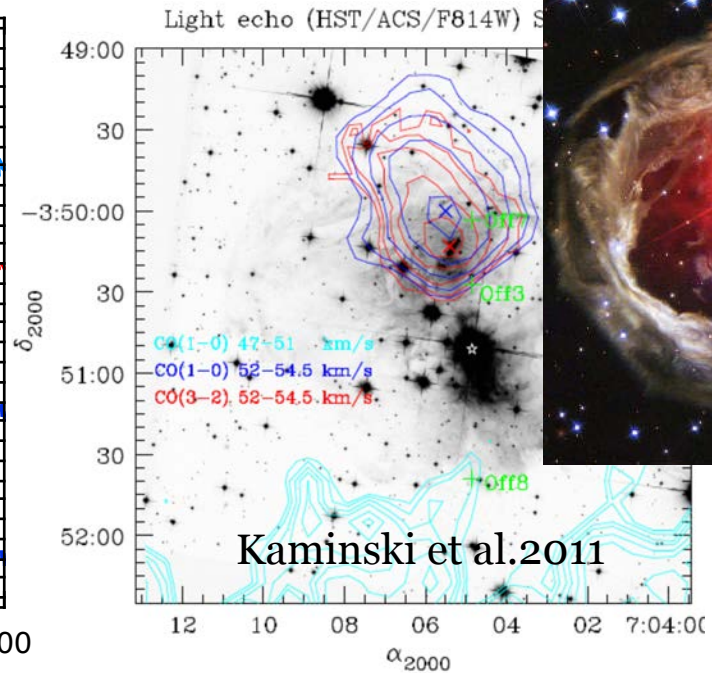 Light echo (HST/ACS/F814W) S
49:00
30
-3:50:00
30
51:00
30
52:00
δ2000
Off7
Off3
Off8
CO(1-0) 47-51 km/s
CO(1-0) 52-54.5 km/s
CO(3-2) 52-54.5 km/s
Kaminski et al.2011
12 10 08 06 04 02 7:04:00
α2000
00